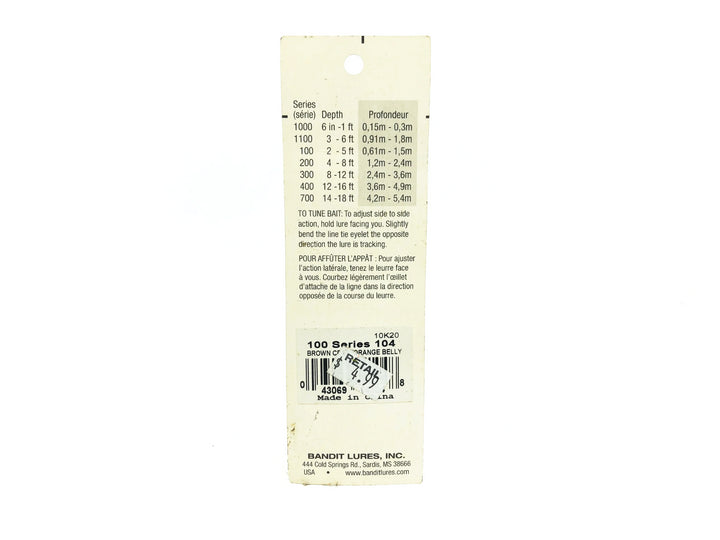 Series
(série) Depth Profondeur
1000 6 in -1 ft 0,15m - 0,3m
1100 3 - 6 ft 0,91m - 1,8m
100 2 - 5 ft 0,61m - 1,5m
200 4 - 8 ft 1,2m - 2,4m
300 8 -12 ft 2,4m - 3,6m
400 12 -16 ft 3,6m - 4,9m
700 14 -18 ft 4,2m - 5,4m
TO TUNE BAIT: To adjust side to side
action, hold lure facing you. Slightly
bend the line tie eyelet the opposite
direction the lure is tracking.
POUR AFFÛTER L'APPÂT : Pour ajuster
l'action latérale, tenez le leurre face
à vous. Courbez légèrement l'œillet
d'attache de la ligne dans la direction
opposée de la course du leurre.
10K20
100 Series 104
BROWN ORANGE BELLY
RETAIL
$ 4.99
0 43069 8
Made in China
BANDIT LURES, INC.
444 Cold Springs Rd., Sardis, MS 38666
USA • www.banditlures.com